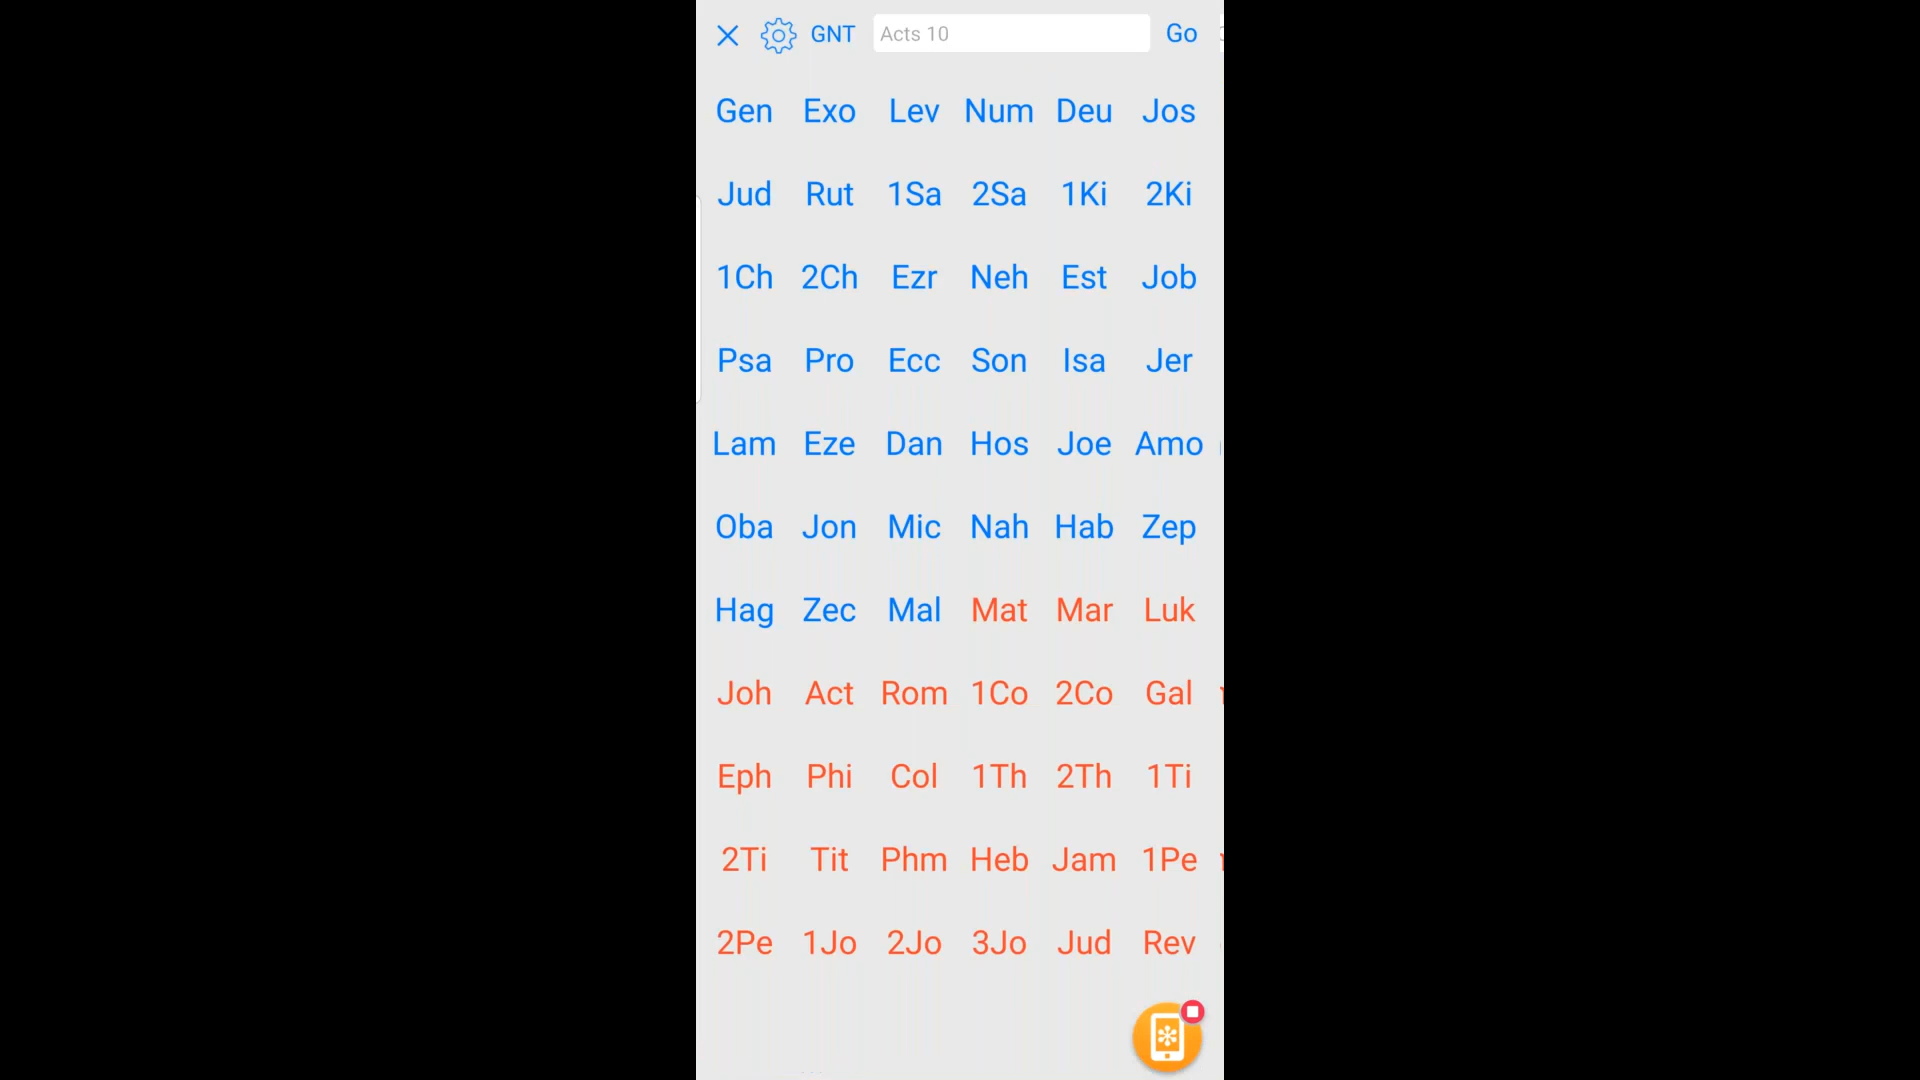 GNT Acts 10 Go
Gen Exo Lev Num Deu Jos
Jud Rut 1Sa 2Sa 1Ki 2Ki
1Ch 2Ch Ezr Neh Est Job
Psa Pro Ecc Son Isa Jer
Lam Eze Dan Hos Joe Amo
Oba Jon Mic Nah Hab Zep
Hag Zec Mal Mat Mar Luk
Joh Act Rom 1Co 2Co Gal
Eph Phi Col 1Th 2Th 1Ti
2Ti Tit Phm Heb Jam 1Pe
2Pe 1Jo 2Jo 3Jo Jud Rev